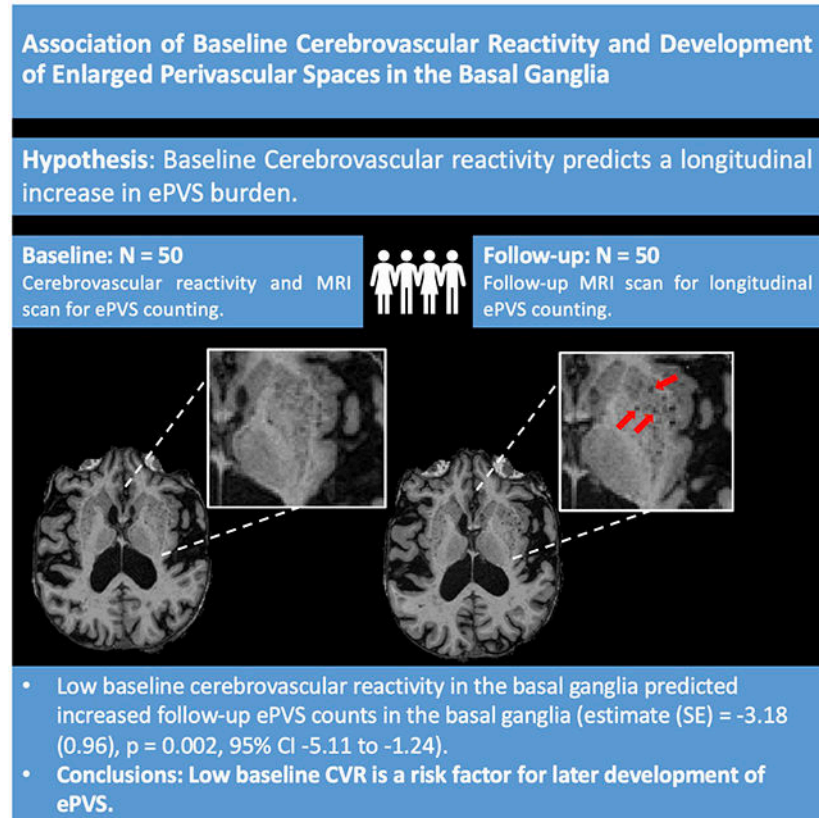 Association of Baseline Cerebrovascular Reactivity and Development
of Enlarged Perivascular Spaces in the Basal Ganglia
Hypothesis: Baseline Cerebrovascular reactivity predicts a longitudinal
increase in ePVS burden.
Baseline: N = 50
Cerebrovascular reactivity and MRI
scan for ePVS counting.
Follow-up: N = 50
Follow-up MRI scan for longitudinal
ePVS counting.
• Low baseline cerebrovascular reactivity in the basal ganglia predicted
increased follow-up ePVS counts in the basal ganglia (estimate (SE) = -3.18
(0.96), p = 0.002, 95% CI -5.11 to -1.24).
• Conclusions: Low baseline CVR is a risk factor for later development of
ePVS.